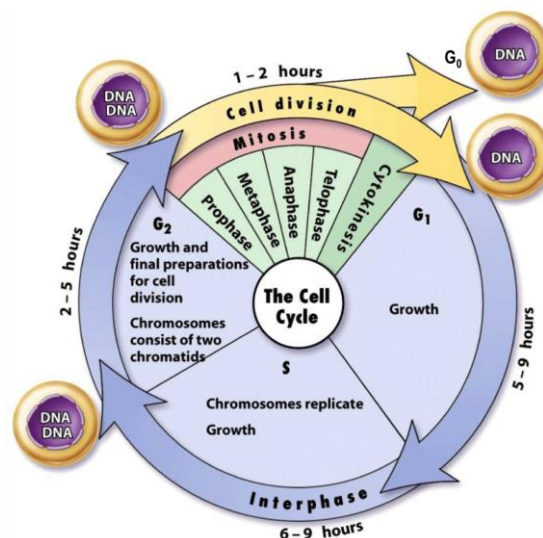 1 – 2 hours
G0
DNA
DNA
DNA
Cell division
Mitosis
DNA
Prophase
Metaphase
Anaphase
Telophase
Cytokinesis
G2
Growth and
final preparations
for cell
division
Chromosomes
consist of two
chromatids
2 – 5 hours
The Cell
Cycle
G1
Growth
5 – 9 hours
S
Chromosomes replicate
Growth
DNA
DNA
Interphase
6 – 9 hours